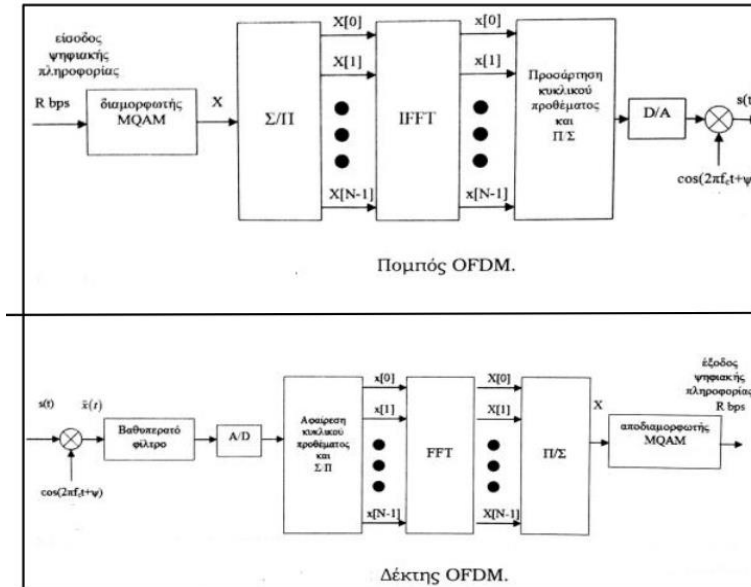 είσοδος
ψηφιακής
πληροφορίας
R bps
διαμορφωτής
MQAM
X
Σ/Π
X[0]
X[1]
X[N-1]
IFFT
x[0]
x[1]
x[N-1]
Προσάρτηση
κυκλικού
προθέματος
και
Π/Σ
D/A
s(t
cos(2πf_c t+ψ
Πομπός OFDM.
s(t)
x̃(t)
cos(2πf_c t+ψ)
Βαθυπερατό
φίλτρο
A/D
Αφαίρεση
κυκλικού
προθέματος
και
Σ/Π
x[0]
x[1]
x[N-1]
FFT
X[0]
X[1]
X[N-1]
Π/Σ
X
αποδιαμορφωτής
MQAM
έξοδος
ψηφιακής
πληροφορίας
R bps
Δέκτης OFDM.